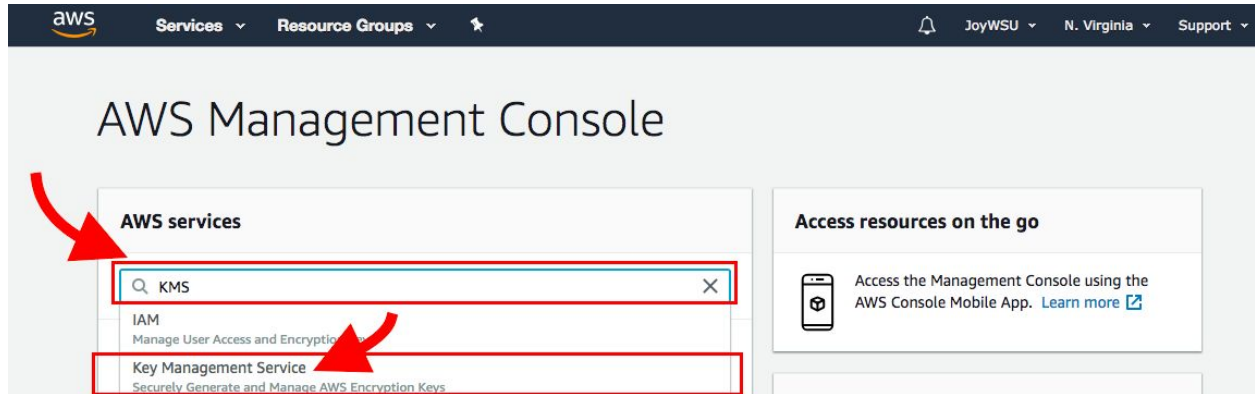 aws Services Resource Groups JoyWSU N. Virginia Support
AWS Management Console
AWS services
KMS
IAM
Manage User Access and Encryption
Key Management Service
Securely Generate and Manage AWS Encryption Keys
Access resources on the go
Access the Management Console using the
AWS Console Mobile App. Learn more